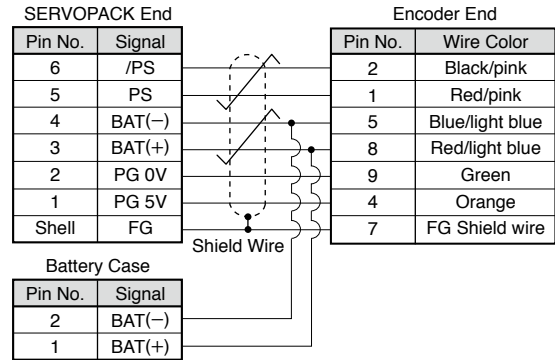 SERVOPACK End
Pin No. Signal
6 /PS
5 PS
4 BAT(−)
3 BAT(+)
2 PG 0V
1 PG 5V
Shell FG
Encoder End
Pin No. Wire Color
2 Black/pink
1 Red/pink
5 Blue/light blue
8 Red/light blue
9 Green
4 Orange
7 FG Shield wire
Shield Wire
Battery Case
Pin No. Signal
2 BAT(−)
1 BAT(+)